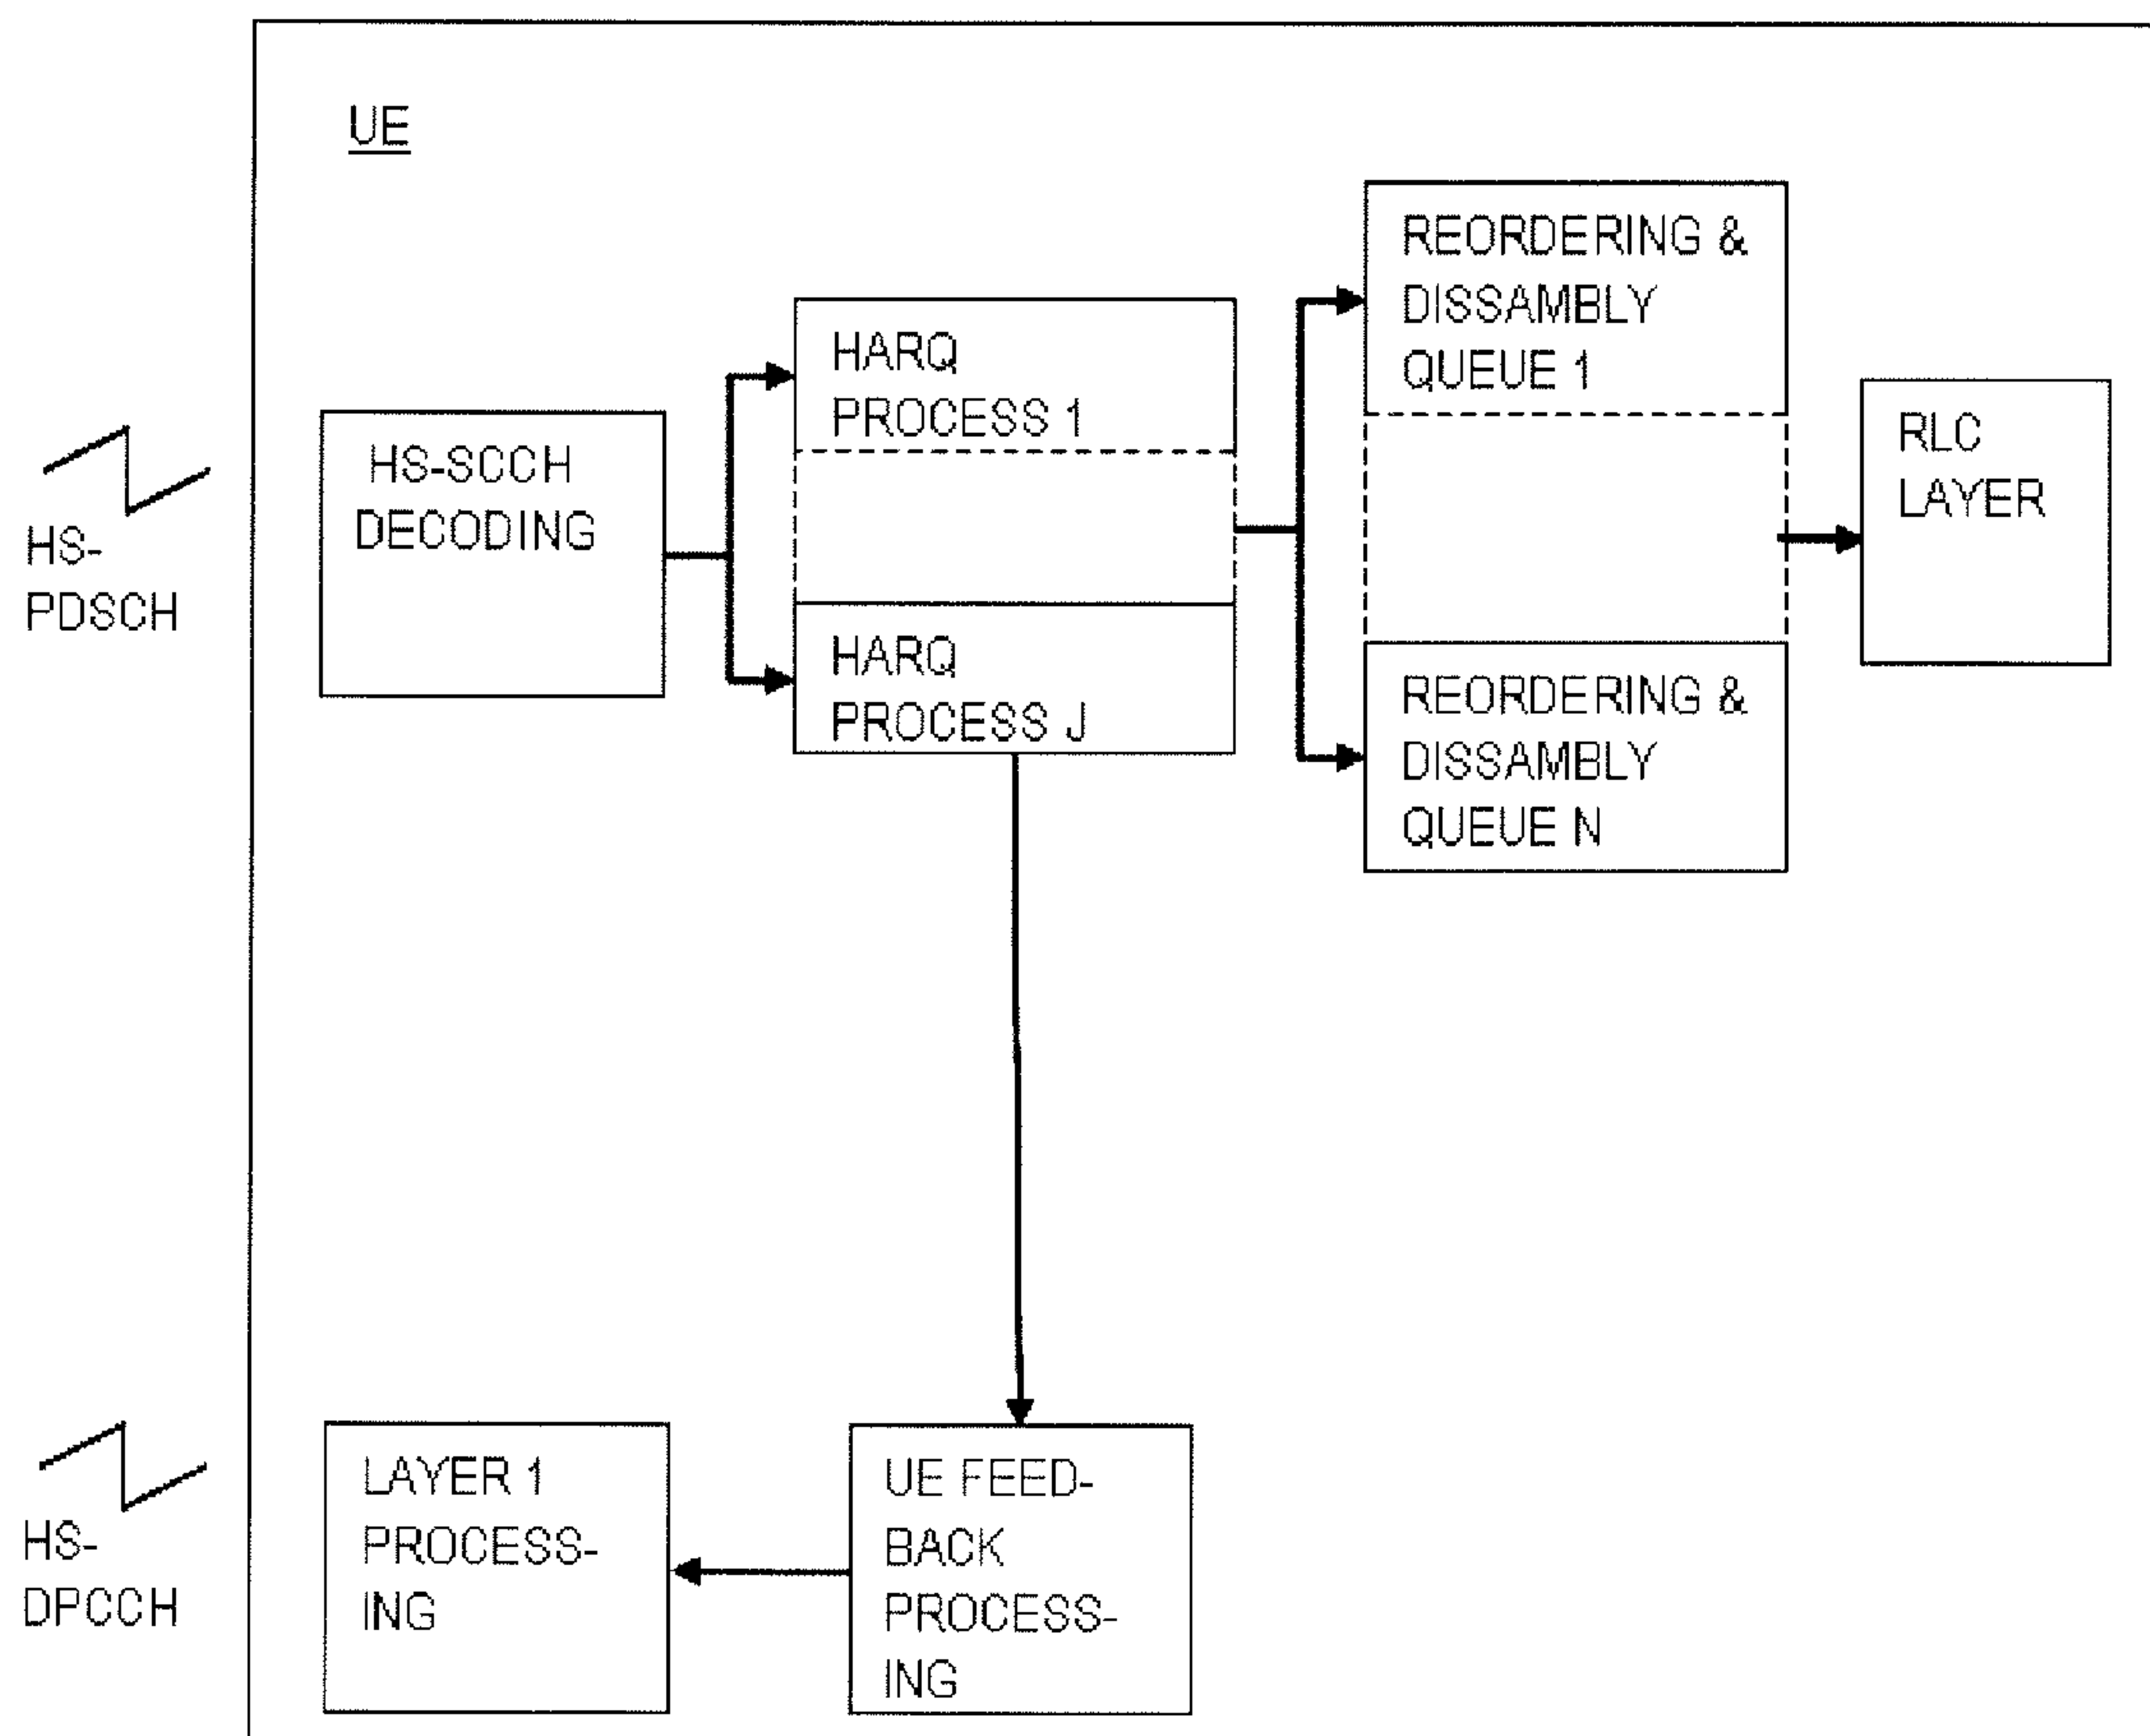 UE
HS-
PDSCH
HS-SCCH
DECODING
HARQ
PROCESS 1
HARQ
PROCESS J
REORDERING &
DISSAMBLY
QUEUE 1
REORDERING &
DISSAMBLY
QUEUE N
RLC
LAYER
HS-
DPCCH
LAYER 1
PROCESS-
ING
UE FEED-
BACK
PROCESS-
ING